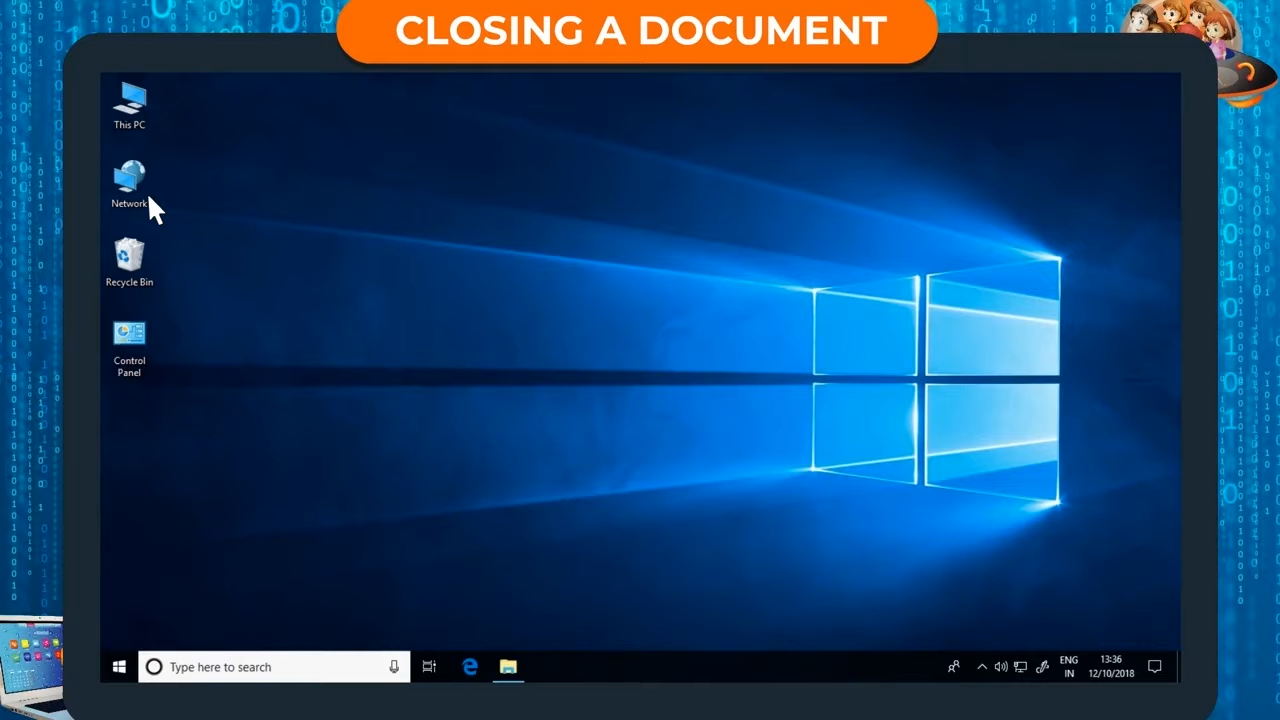 CLOSING A DOCUMENT
This PC
Network
Recycle Bin
Control
Panel
Type here to search
ENG
IN
13:36
12/10/2018